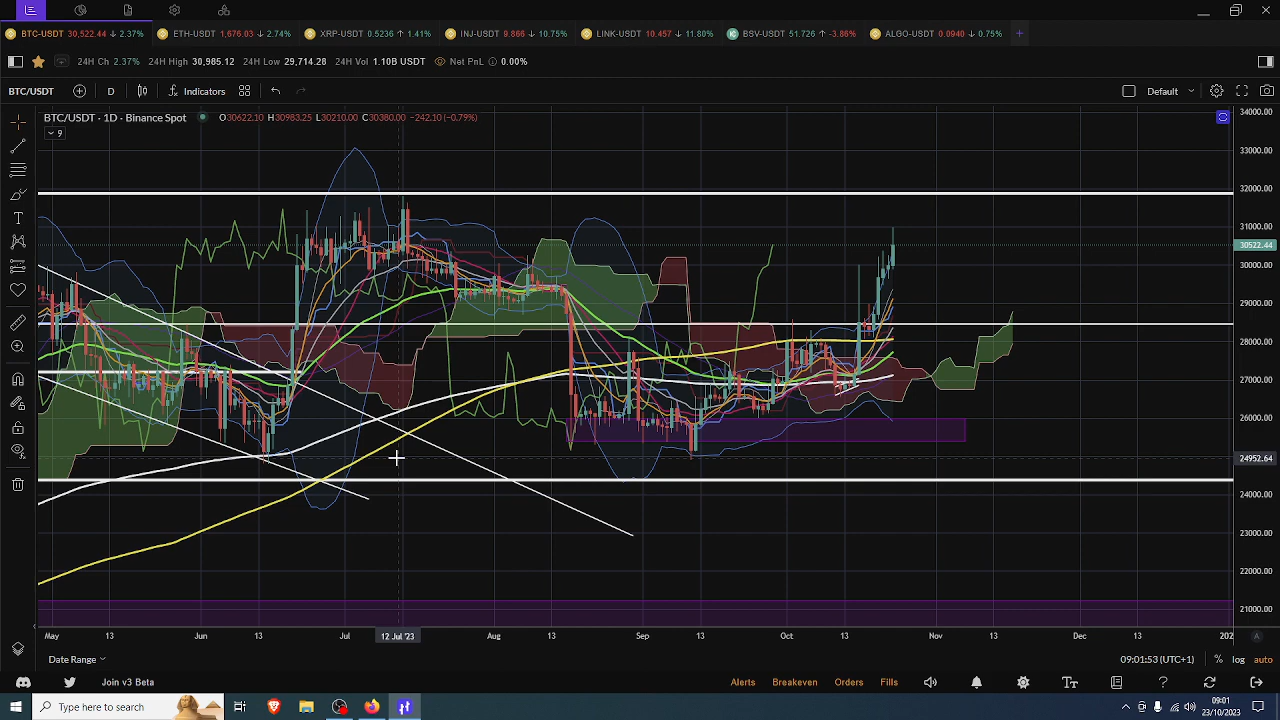 BTC-USDT 30,522.44 ↓ 2.37% ETH-USDT 1,676.03 ↓ 2.74% XRP-USDT 0.5236 ↑ 1.41% INJ-USDT 9.866 ↓ 10.75% LINK-USDT 10.457 ↓ 11.80% BSV-USDT 51.726 ↑ -3.86% ALGO-USDT 0.0940 ↓ 0.75% +
24H Ch 2.37% 24H High 30,985.12 24H Low 29,714.28 24H Vol 1.10B USDT Net PnL 0.00%
BTC/USDT D Indicators Default
BTC/USDT · 1D · Binance Spot O30622.10 H30983.25 L30210.00 C30380.00 -242.10 (-0.79%)
9
34000.00
33000.00
32000.00
31000.00
30522.44
30000.00
29000.00
28000.00
27000.00
26000.00
24952.64
24000.00
23000.00
22000.00
21000.00
May 13 Jun 13 Jul 12 Jul '23 Aug 13 Sep 13 Oct 13 Nov 13 Dec 13 202
A
Date Range 09:01:53 (UTC+1) % log auto
Join v3 Beta Alerts Breakeven Orders Fills
Type here to search 09:01
23/10/2023